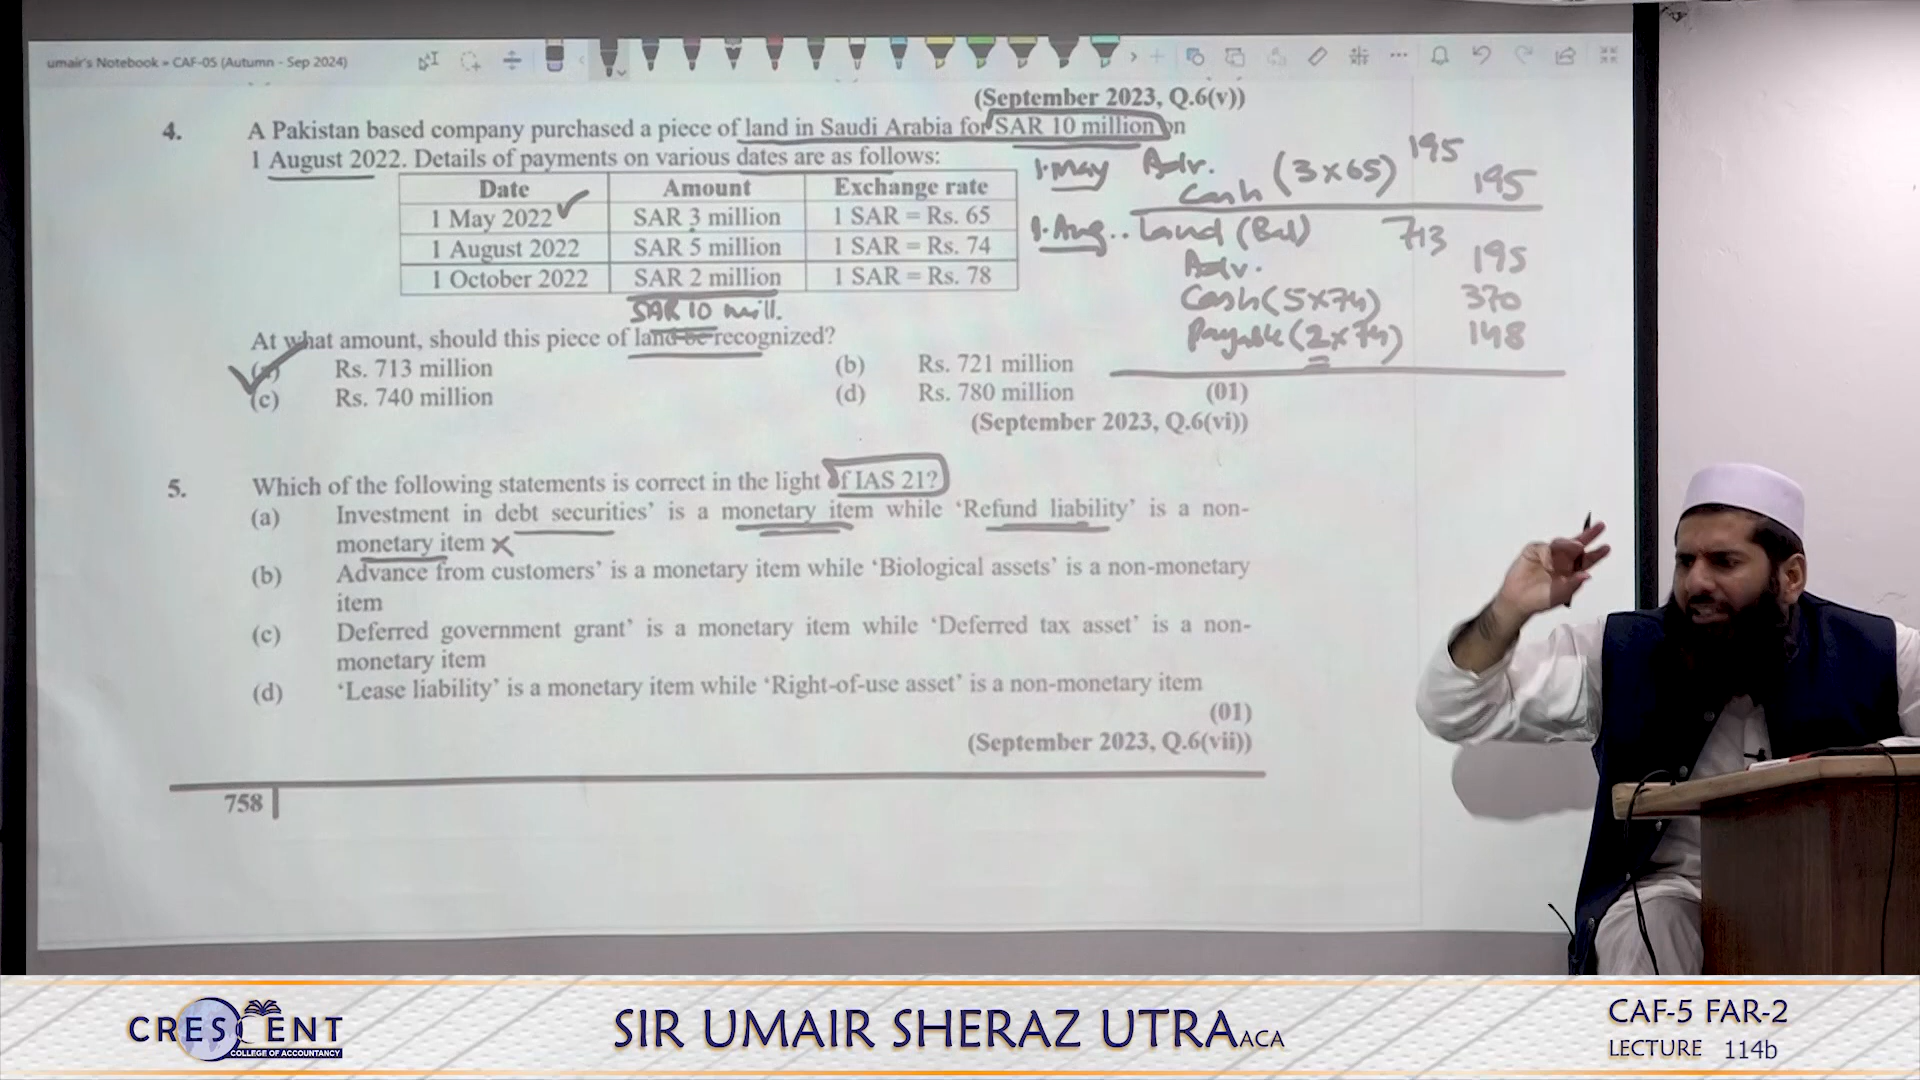 umair's Notebook » CAF-05 (Autumn - Sep 2024)
(September 2023, Q.6(v))
4. A Pakistan based company purchased a piece of land in Saudi Arabia for SAR 10 million on
1 August 2022. Details of payments on various dates are as follows:
Date Amount Exchange rate
1 May 2022 SAR 3 million 1 SAR = Rs. 65
1 August 2022 SAR 5 million 1 SAR = Rs. 74
1 October 2022 SAR 2 million 1 SAR = Rs. 78
SAR 10 mill.
1.May Adv. 195
Cash (3x65) 195
1.Aug.. Land (Bal) 713
Adv. 195
Cash (5x74) 370
Payable (2x74) 148
At what amount, should this piece of land be recognized?
(a) Rs. 713 million (b) Rs. 721 million
(c) Rs. 740 million (d) Rs. 780 million (01)
(September 2023, Q.6(vi))
5. Which of the following statements is correct in the light of IAS 21?
(a) Investment in debt securities’ is a monetary item while ‘Refund liability’ is a non-
monetary item X
(b) Advance from customers’ is a monetary item while ‘Biological assets’ is a non-monetary
item
(c) Deferred government grant’ is a monetary item while ‘Deferred tax asset’ is a non-
monetary item
(d) ‘Lease liability’ is a monetary item while ‘Right-of-use asset’ is a non-monetary item
(01)
(September 2023, Q.6(vii))
758
CRESCENT
COLLEGE OF ACCOUNTANCY
SIR UMAIR SHERAZ UTRA ACA
CAF-5 FAR-2
LECTURE 114b